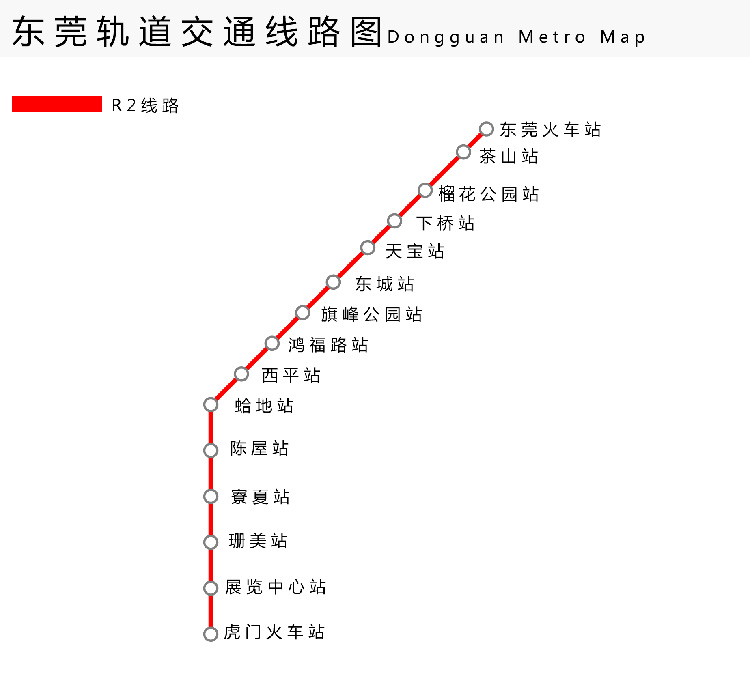 东莞轨道交通线路图Dongguan Metro Map
R2线路
东莞火车站
茶山站
榴花公园站
下桥站
天宝站
东城站
旗峰公园站
鸿福路站
西平站
蛤地站
陈屋站
寮夏站
珊美站
展览中心站
虎门火车站